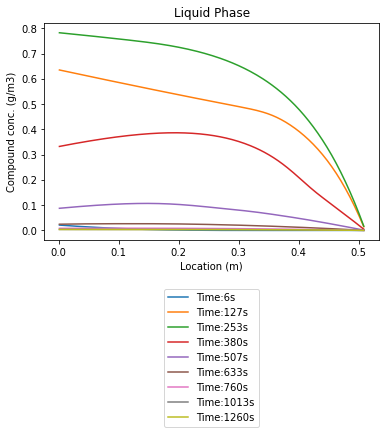 Liquid Phase
Compound conc. (g/m3)
0.8
0.7
0.6
0.5
0.4
0.3
0.2
0.1
0.0
0.0 0.1 0.2 0.3 0.4 0.5
Location (m)
Time:6s
Time:127s
Time:253s
Time:380s
Time:507s
Time:633s
Time:760s
Time:1013s
Time:1260s